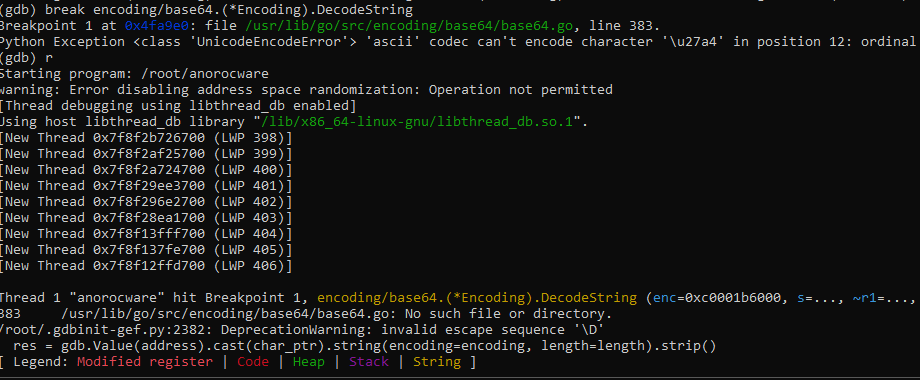 (gdb) break encoding/base64.(*Encoding).DecodeString
Breakpoint 1 at 0x4fa9e0: file /usr/lib/go/src/encoding/base64/base64.go, line 383.
Python Exception <class 'UnicodeEncodeError'> 'ascii' codec can't encode character '\u27a4' in position 12: ordinal
(gdb) r
Starting program: /root/anorocware
warning: Error disabling address space randomization: Operation not permitted
[Thread debugging using libthread_db enabled]
Using host libthread_db library "/lib/x86_64-linux-gnu/libthread_db.so.1".
[New Thread 0x7f8f2b726700 (LWP 398)]
[New Thread 0x7f8f2af25700 (LWP 399)]
[New Thread 0x7f8f2a724700 (LWP 400)]
[New Thread 0x7f8f29ee3700 (LWP 401)]
[New Thread 0x7f8f296e2700 (LWP 402)]
[New Thread 0x7f8f28ea1700 (LWP 403)]
[New Thread 0x7f8f13fff700 (LWP 404)]
[New Thread 0x7f8f137fe700 (LWP 405)]
[New Thread 0x7f8f12ffd700 (LWP 406)]
Thread 1 "anorocware" hit Breakpoint 1, encoding/base64.(*Encoding).DecodeString (enc=0xc0001b6000, s=..., ~r1=...,
383 /usr/lib/go/src/encoding/base64/base64.go: No such file or directory.
/root/.gdbinit-gef.py:2382: DeprecationWarning: invalid escape sequence '\D'
res = gdb.Value(address).cast(char_ptr).string(encoding=encoding, length=length).strip()
[ Legend: Modified register | Code | Heap | Stack | String ]